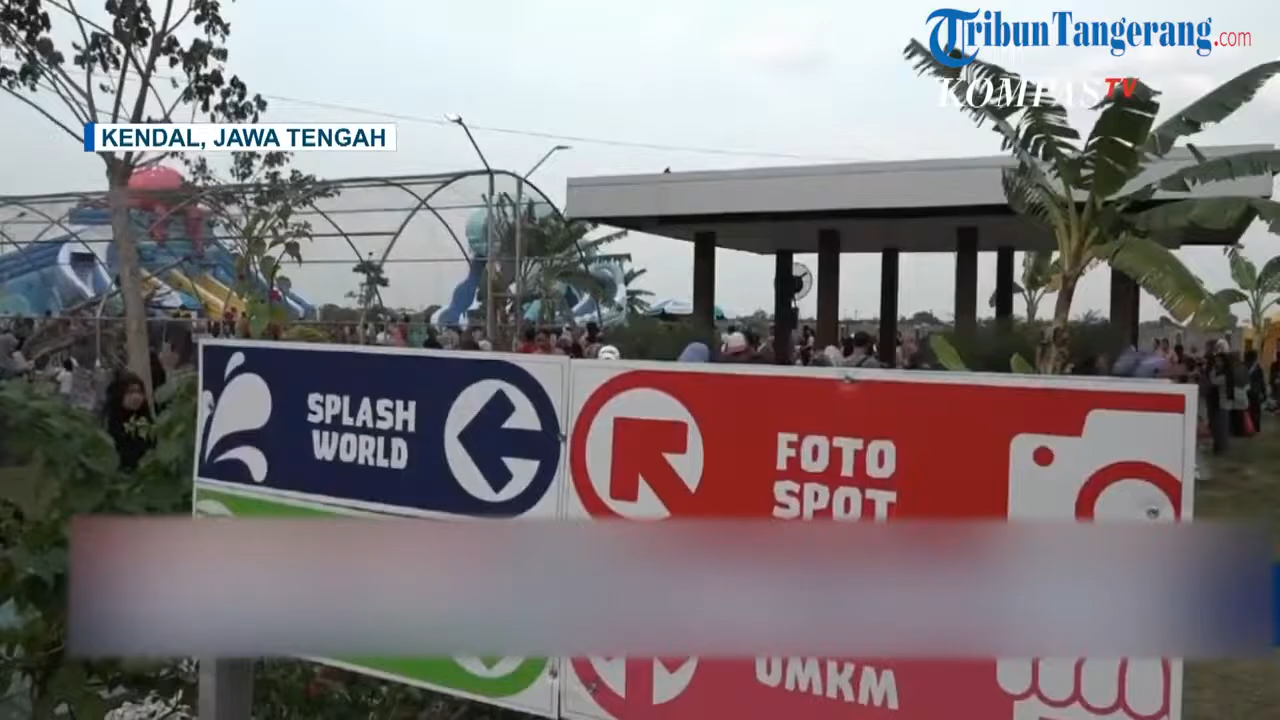 TribunTangerang.com
KOMPASTV
KENDAL, JAWA TENGAH
SPLASH
WORLD
FOTO
SPOT
UMKM